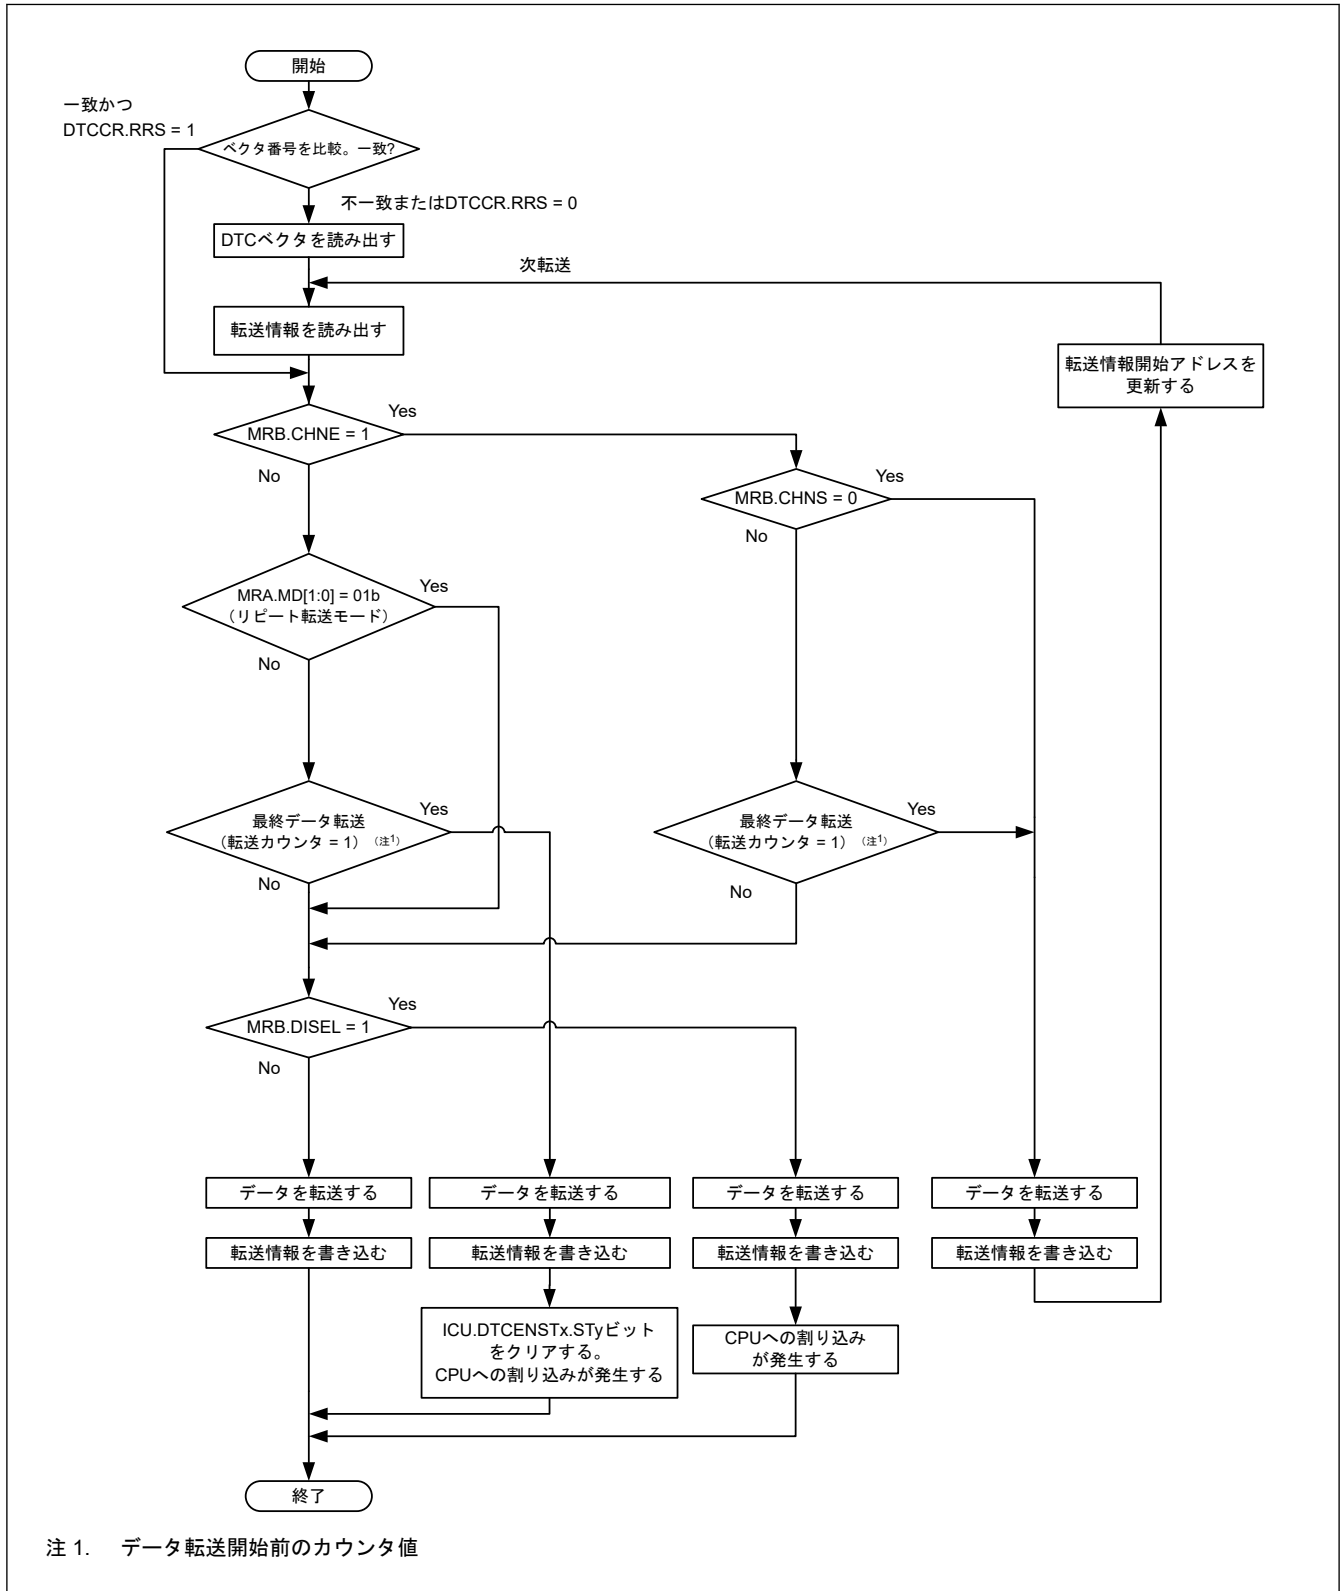 開始
一致かつ
DTCCR.RRS = 1
ベクタ番号を比較。一致?
不一致またはDTCCR.RRS = 0
DTCベクタを読み出す
次転送
転送情報を読み出す
転送情報開始アドレスを
更新する
Yes
MRB.CHNE = 1
No
Yes
MRB.CHNS = 0
No
Yes
MRA.MD[1:0] = 01b
（リピート転送モード）
No
Yes
最終データ転送
（転送カウンタ = 1）（注1）
No
Yes
最終データ転送
（転送カウンタ = 1）（注1）
No
Yes
MRB.DISEL = 1
No
データを転送する
データを転送する
データを転送する
データを転送する
転送情報を書き込む
転送情報を書き込む
転送情報を書き込む
転送情報を書き込む
ICU.DTCENSTx.STyビット
をクリアする。
CPUへの割り込みが発生する
CPUへの割り込み
が発生する
終了
注 1. データ転送開始前のカウンタ値